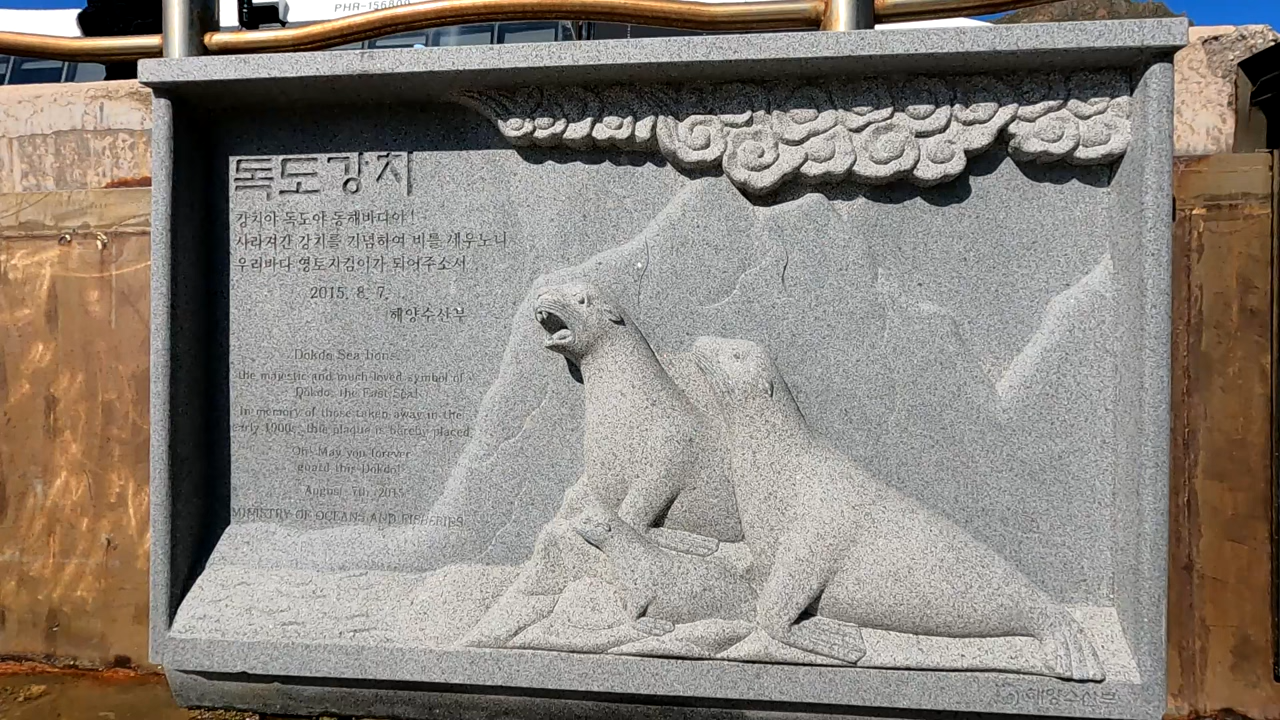 PHR-156800
독도강치
강치야 독도야 동해바다야!
사라져간 강치를 기념하여 비를 세우노니
우리바다 영토지킴이가 되어주소서
2015. 8. 7.
해양수산부
Dokdo Sea lions
the majestic and much loved symbol of
Dokdo, the East Sea!
In memory of those taken away in the
early 1900s, this plaque is hereby placed
Oh! May you forever
guard this Dokdo!
August 7th, 2015
MINISTRY OF OCEANS AND FISHERIES
해양수산부